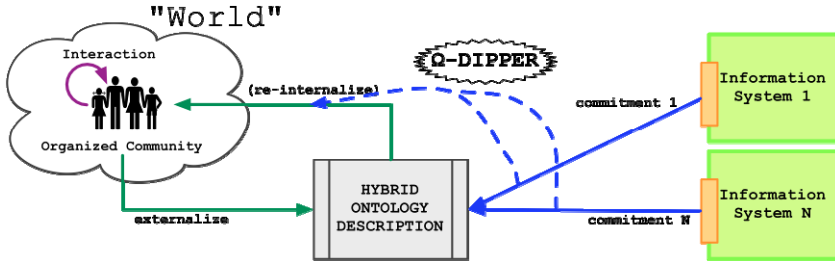 "World"
Interaction
Organized Community
Ω-DIPPER
(re-internalize)
externalize
HYBRID
ONTOLOGY
DESCRIPTION
commitment 1
commitment N
Information
System 1
Information
System N